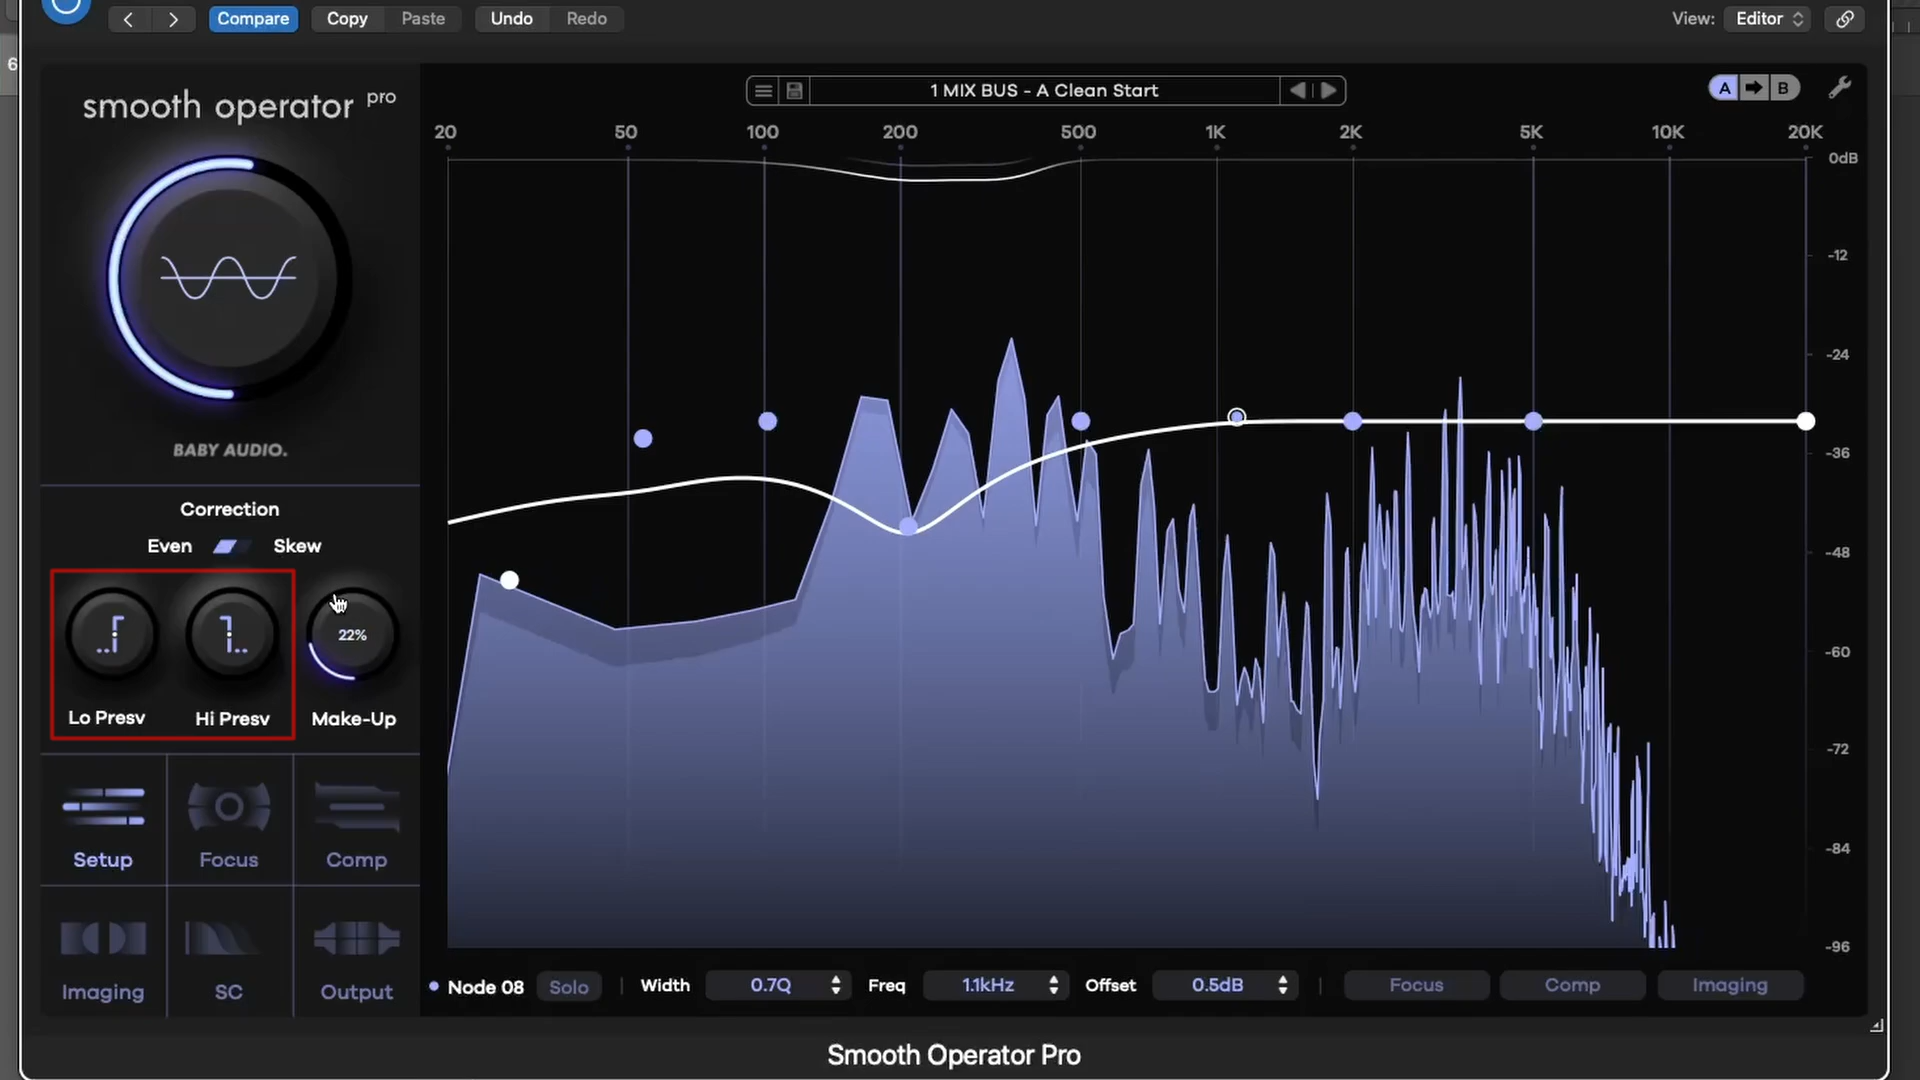 Compare Copy Paste Undo Redo View: Editor
6
smooth operator pro
1 MIX BUS - A Clean Start
A B
20 50 100 200 500 1K 2K 5K 10K 20K
0dB
-12
-24
-36
-48
-60
-72
-84
-96
BABY AUDIO.
Correction
Even Skew
22%
Lo Presv Hi Presv Make-Up
Setup Focus Comp
Imaging SC Output
Node 08 Solo Width 0.7Q Freq 1.1kHz Offset 0.5dB Focus Comp Imaging
Smooth Operator Pro